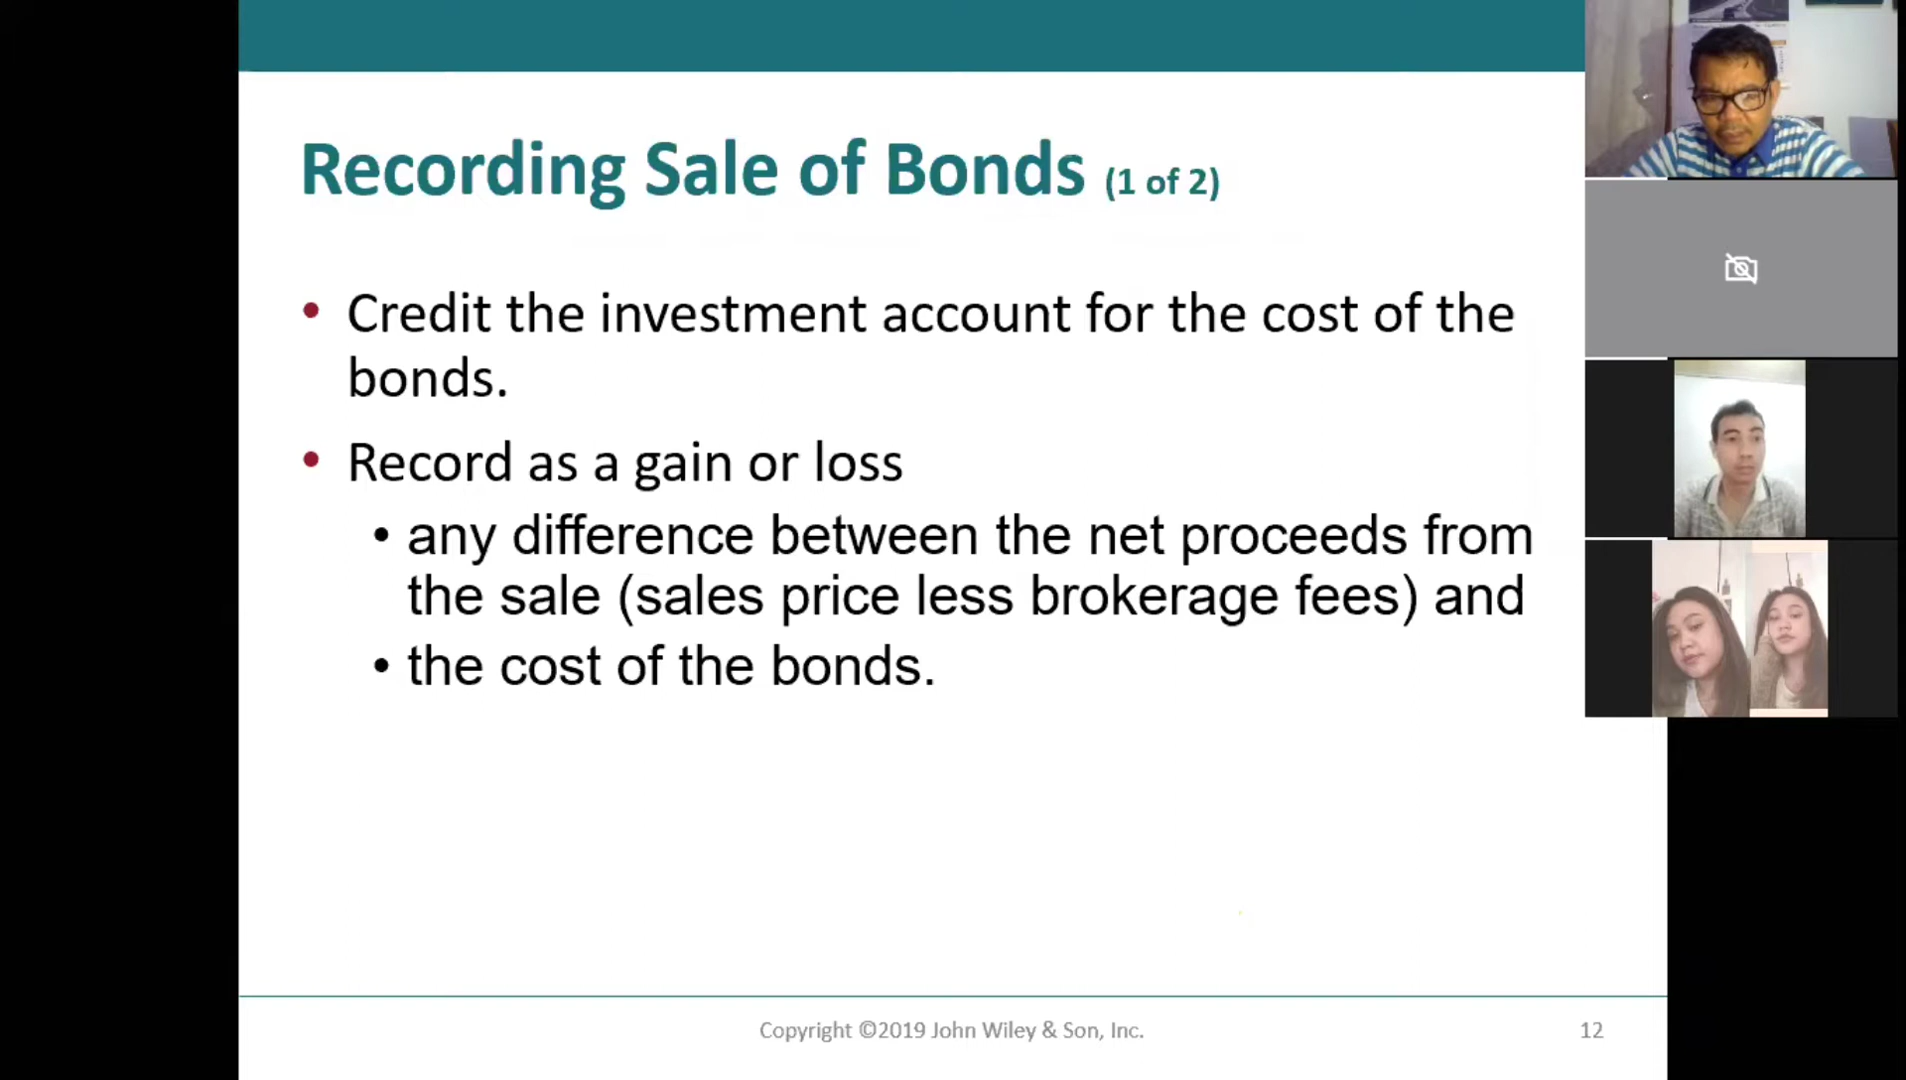 Recording Sale of Bonds (1 of 2)
• Credit the investment account for the cost of the
bonds.
• Record as a gain or loss
• any difference between the net proceeds from
the sale (sales price less brokerage fees) and
• the cost of the bonds.
Copyright ©2019 John Wiley & Son, Inc.
12